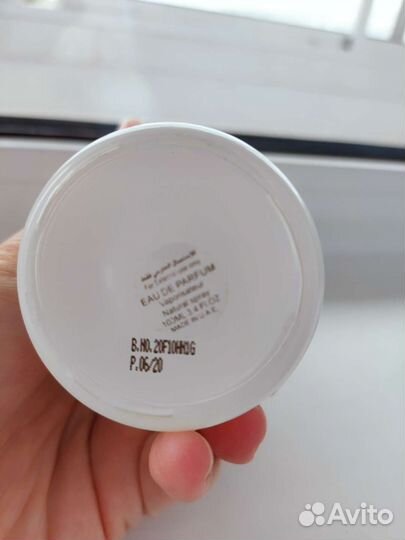 للاستعمال الخارجي فقط
For External use only
EAU DE PARFUM
Vaporisateur
Natural spray
100ML 3.4 FL.OZ
MADE IN U.A.E.
B.NO.20F10HM1G
P.06/20
Avito